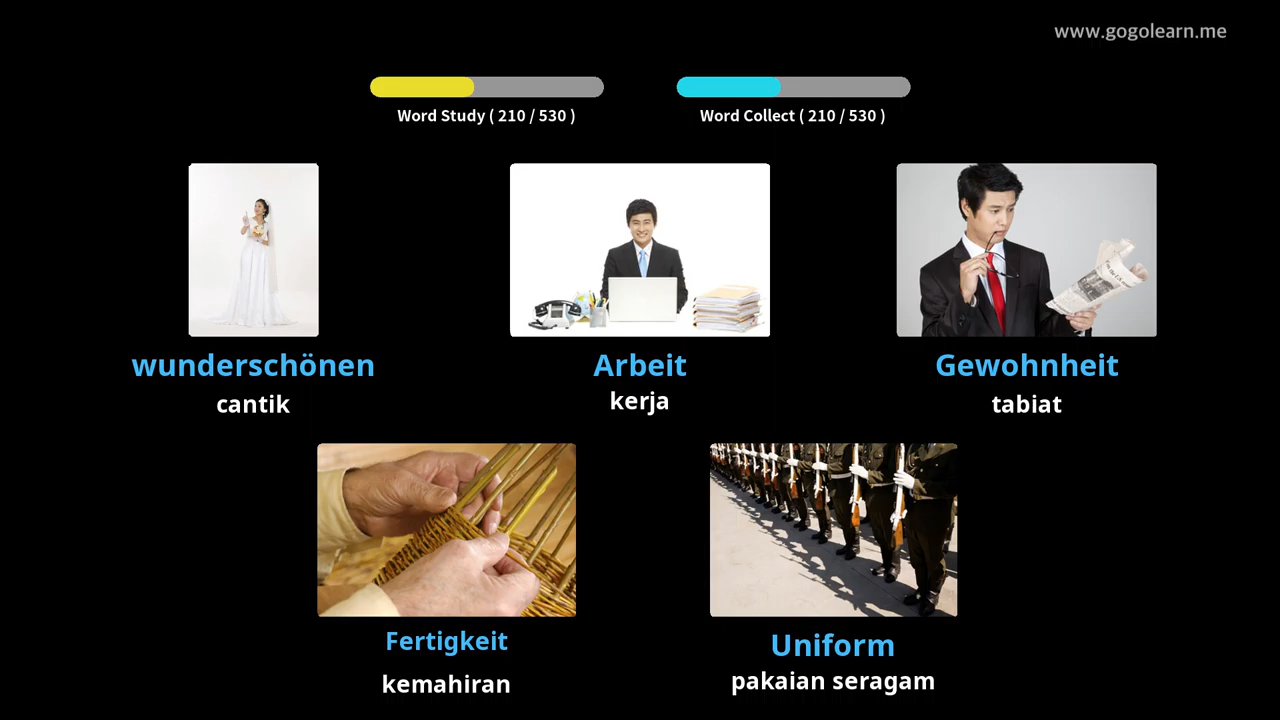 www.gogolearn.me
Word Study ( 210 / 530 )
Word Collect ( 210 / 530 )
wunderschönen
Arbeit
Gewohnheit
cantik
kerja
tabiat
Fertigkeit
Uniform
kemahiran
pakaian seragam